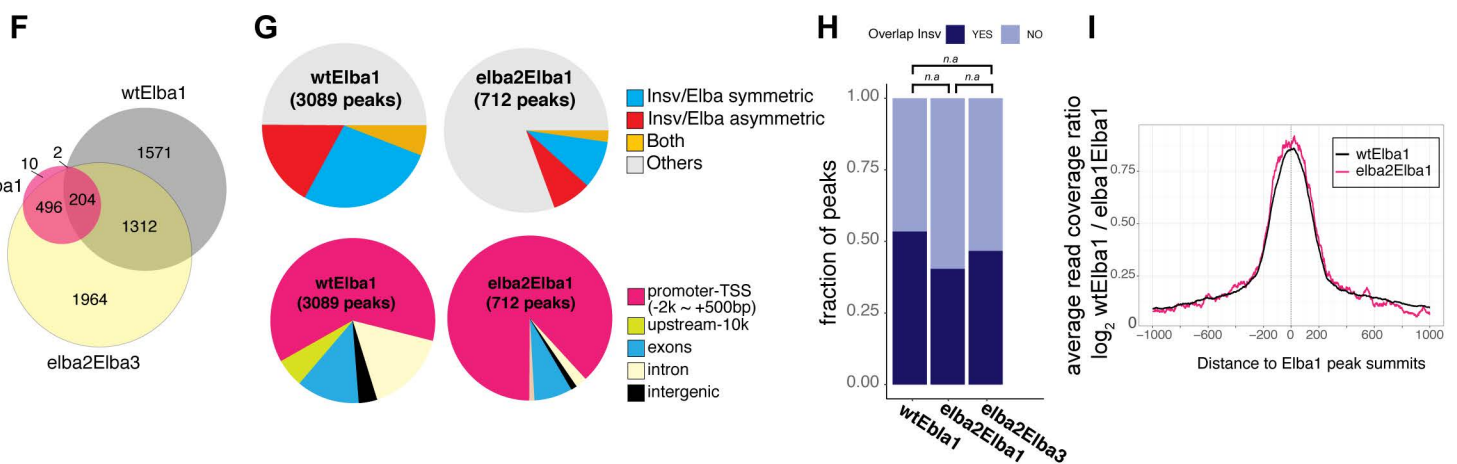 F
wtElba1
2
10
1571
ba1
496
204
1312
1964
elba2Elba3
G
wtElba1
(3089 peaks)
elba2Elba1
(712 peaks)
Insv/Elba symmetric
Insv/Elba asymmetric
Both
Others
wtElba1
(3089 peaks)
elba2Elba1
(712 peaks)
promoter-TSS
(-2k ~ +500bp)
upstream-10k
exons
intron
intergenic
H
Overlap Insv YES NO
n.a
n.a n.a
fraction of peaks
1.00
0.75
0.50
0.25
0.00
wtEbla1
elba2Elba1
elba2Elba3
I
average read coverage ratio
log2 wtElba1 / elba1Elba1
0.75
0.50
0.25
0
wtElba1
elba2Elba1
−1000 −600 −200 0 200 600 1000
Distance to Elba1 peak summits